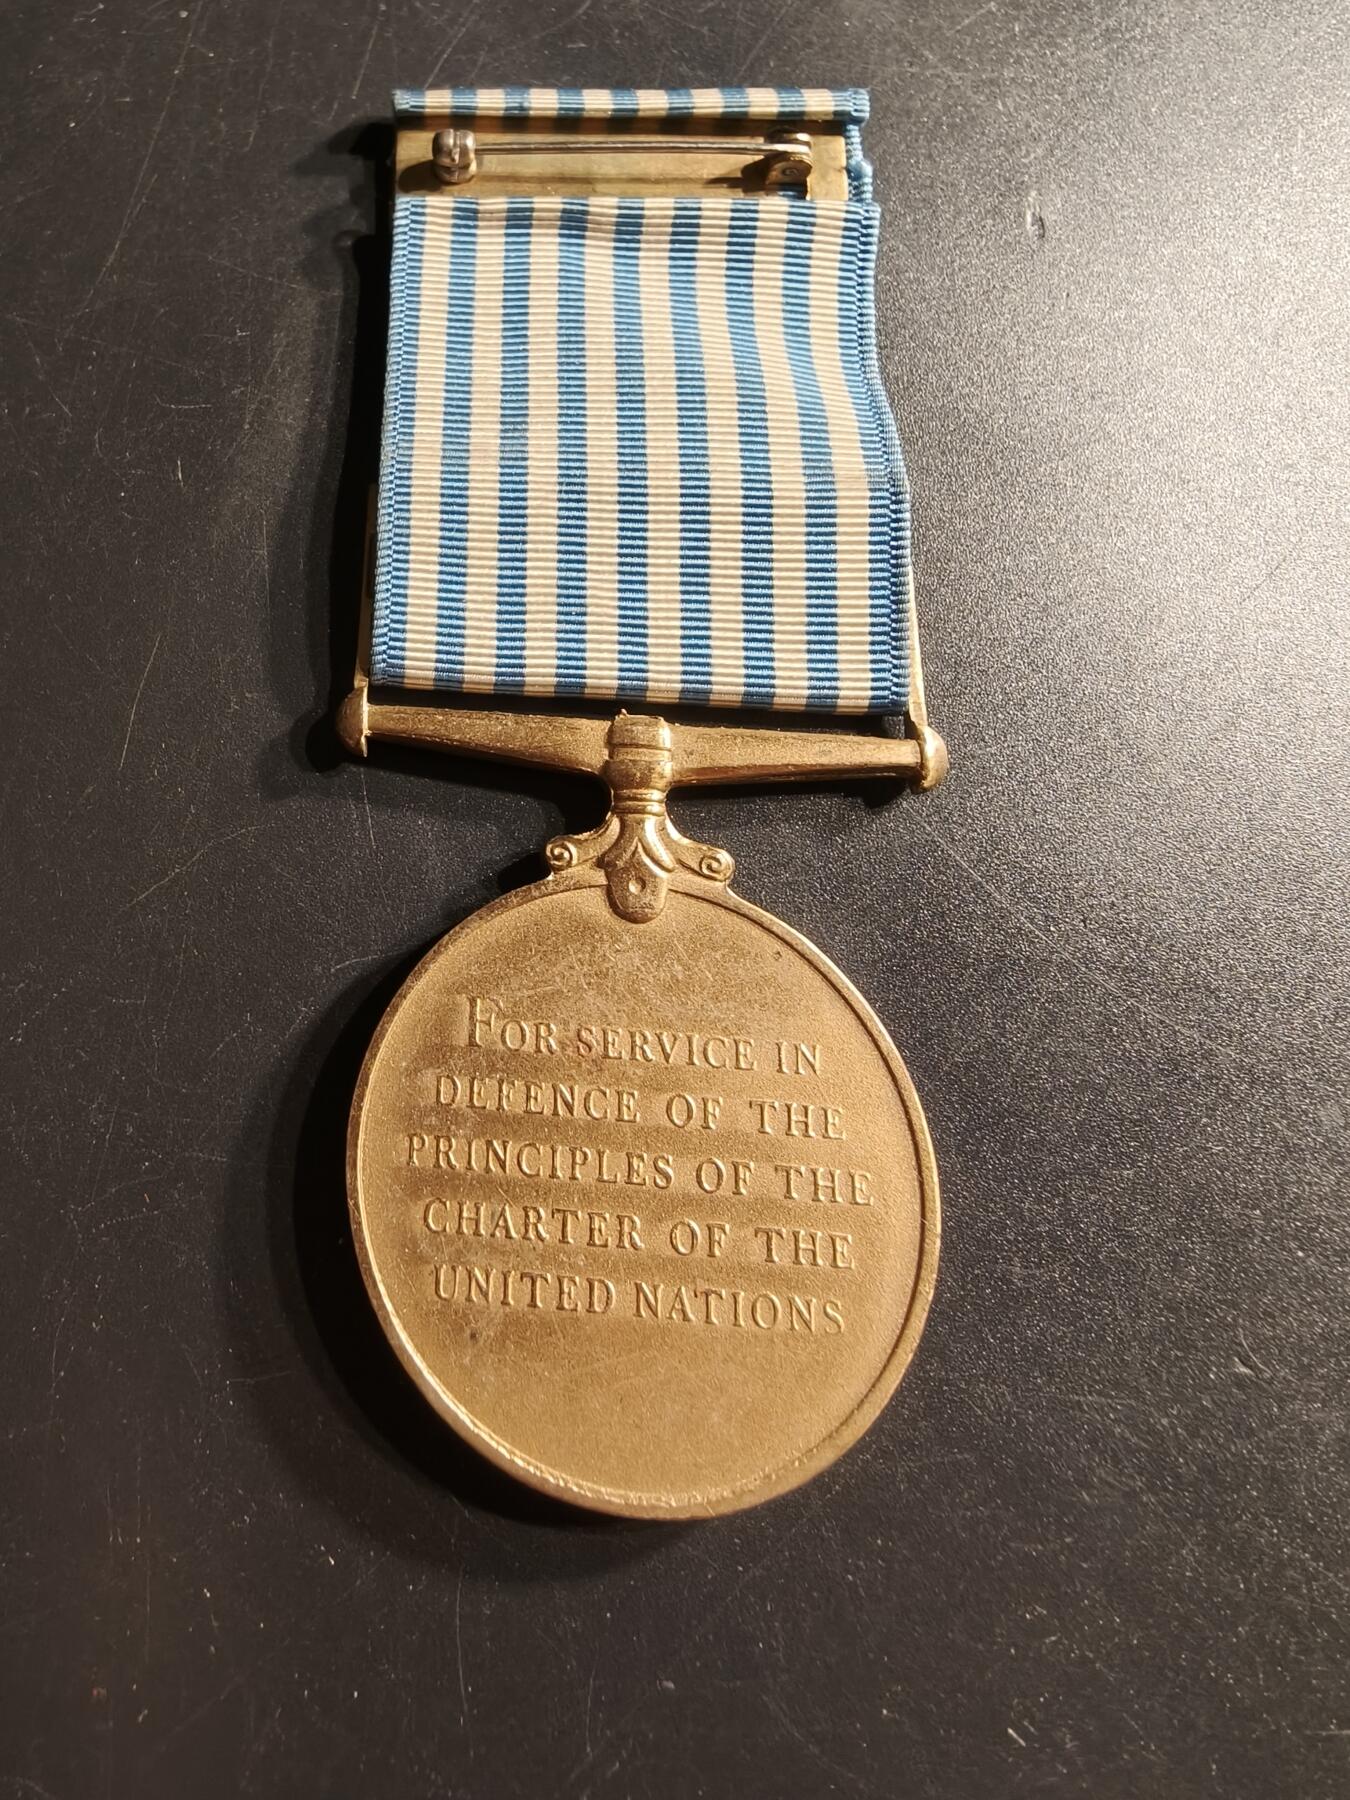 FOR SERVICE IN
DEFENCE OF THE
PRINCIPLES OF THE
CHARTER OF THE
UNITED NATIONS